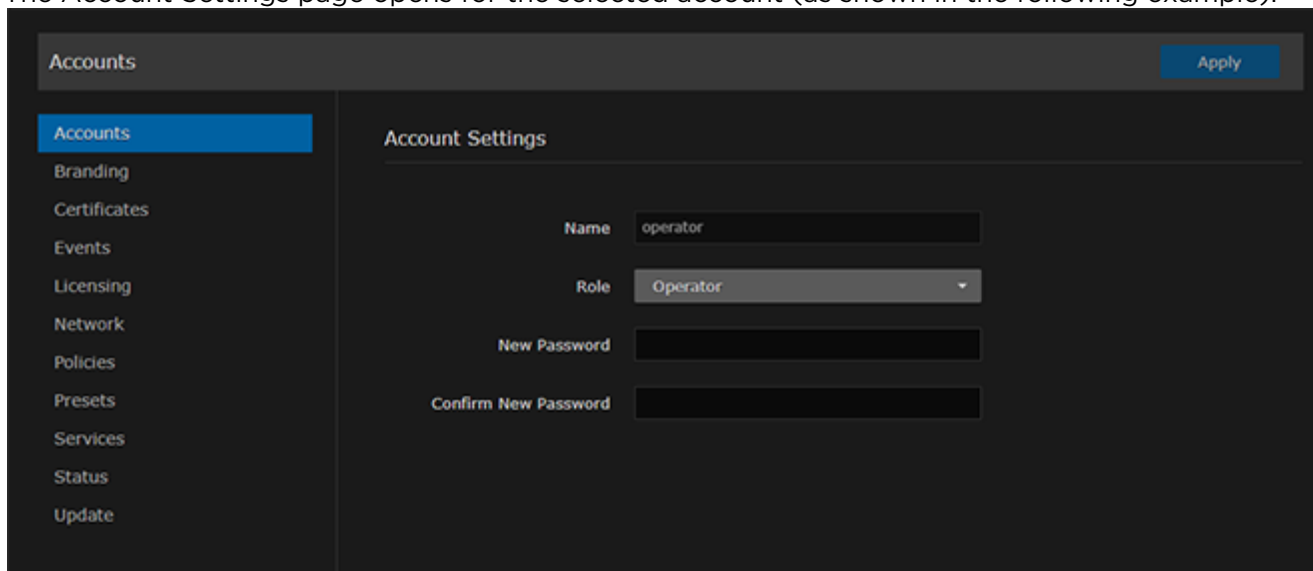 The Account Settings page opens for the selected account (as shown in the following example).
Accounts
Apply
Accounts
Branding
Certificates
Events
Licensing
Network
Policies
Presets
Services
Status
Update
Account Settings
Name operator
Role Operator
New Password
Confirm New Password